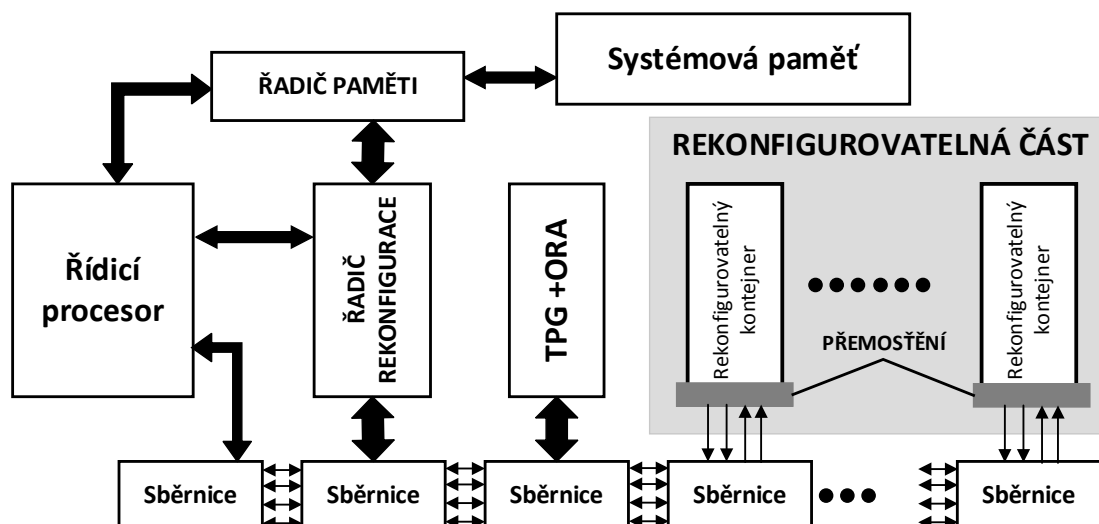 Systémová paměť
ŘADIČ PAMĚTI
REKONFIGUROVATELNÁ ČÁST
Řídicí
procesor
ŘADIČ
REKONFIGURACE
TPG +ORA
Rekonfigurovatelný
kontejner
Rekonfigurovatelný
kontejner
PŘEMOSTĚNÍ
Sběrnice
Sběrnice
Sběrnice
Sběrnice
Sběrnice